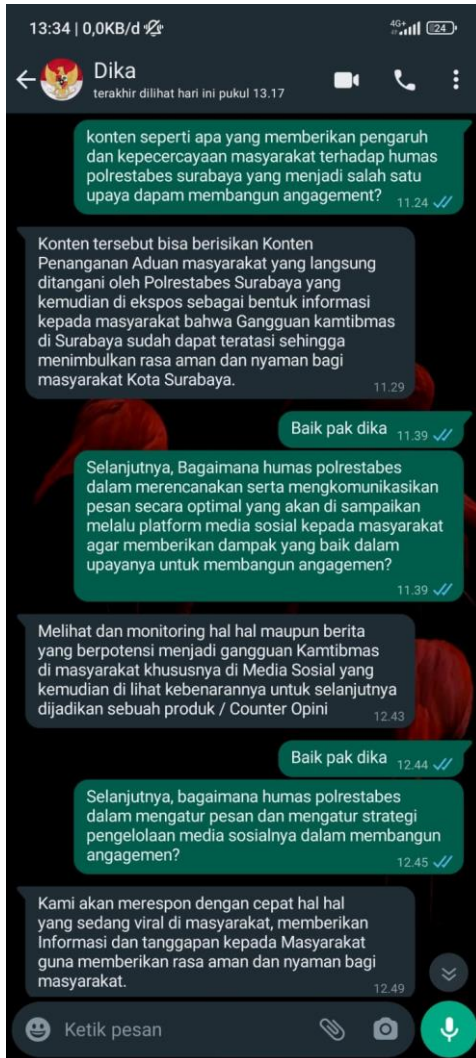 13:34 | 0,0KB/d
4G+
24
Dika
terakhir dilihat hari ini pukul 13.17
konten seperti apa yang memberikan pengaruh
dan kepecercayaan masyarakat terhadap humas
polrestabes surabaya yang menjadi salah satu
upaya dapam membangun angagement?
11.24
Konten tersebut bisa berisikan Konten
Penanganan Aduan masyarakat yang langsung
ditangani oleh Polrestabes Surabaya yang
kemudian di ekspos sebagai bentuk informasi
kepada masyarakat bahwa Gangguan kamtibmas
di Surabaya sudah dapat teratasi sehingga
menimbulkan rasa aman dan nyaman bagi
masyarakat Kota Surabaya.
11.29
Baik pak dika 11.39
Selanjutnya, Bagaimana humas polrestabes
dalam merencanakan serta mengkomunikasikan
pesan secara optimal yang akan di sampaikan
melalu platform media sosial kepada masyarakat
agar memberikan dampak yang baik dalam
upayanya untuk membangun angagemen?
11.39
Melihat dan monitoring hal hal maupun berita
yang berpotensi menjadi gangguan Kamtibmas
di masyarakat khususnya di Media Sosial yang
kemudian di lihat kebenarannya untuk selanjutnya
dijadikan sebuah produk / Counter Opini
12.43
Baik pak dika 12.44
Selanjutnya, bagaimana humas polrestabes
dalam mengatur pesan dan mengatur strategi
pengelolaan media sosialnya dalam membangun
angagemen?
12.45
Kami akan merespon dengan cepat hal hal
yang sedang viral di masyarakat, memberikan
Informasi dan tanggapan kepada Masyarakat
guna memberikan rasa aman dan nyaman bagi
masyarakat.
12.49
Ketik pesan